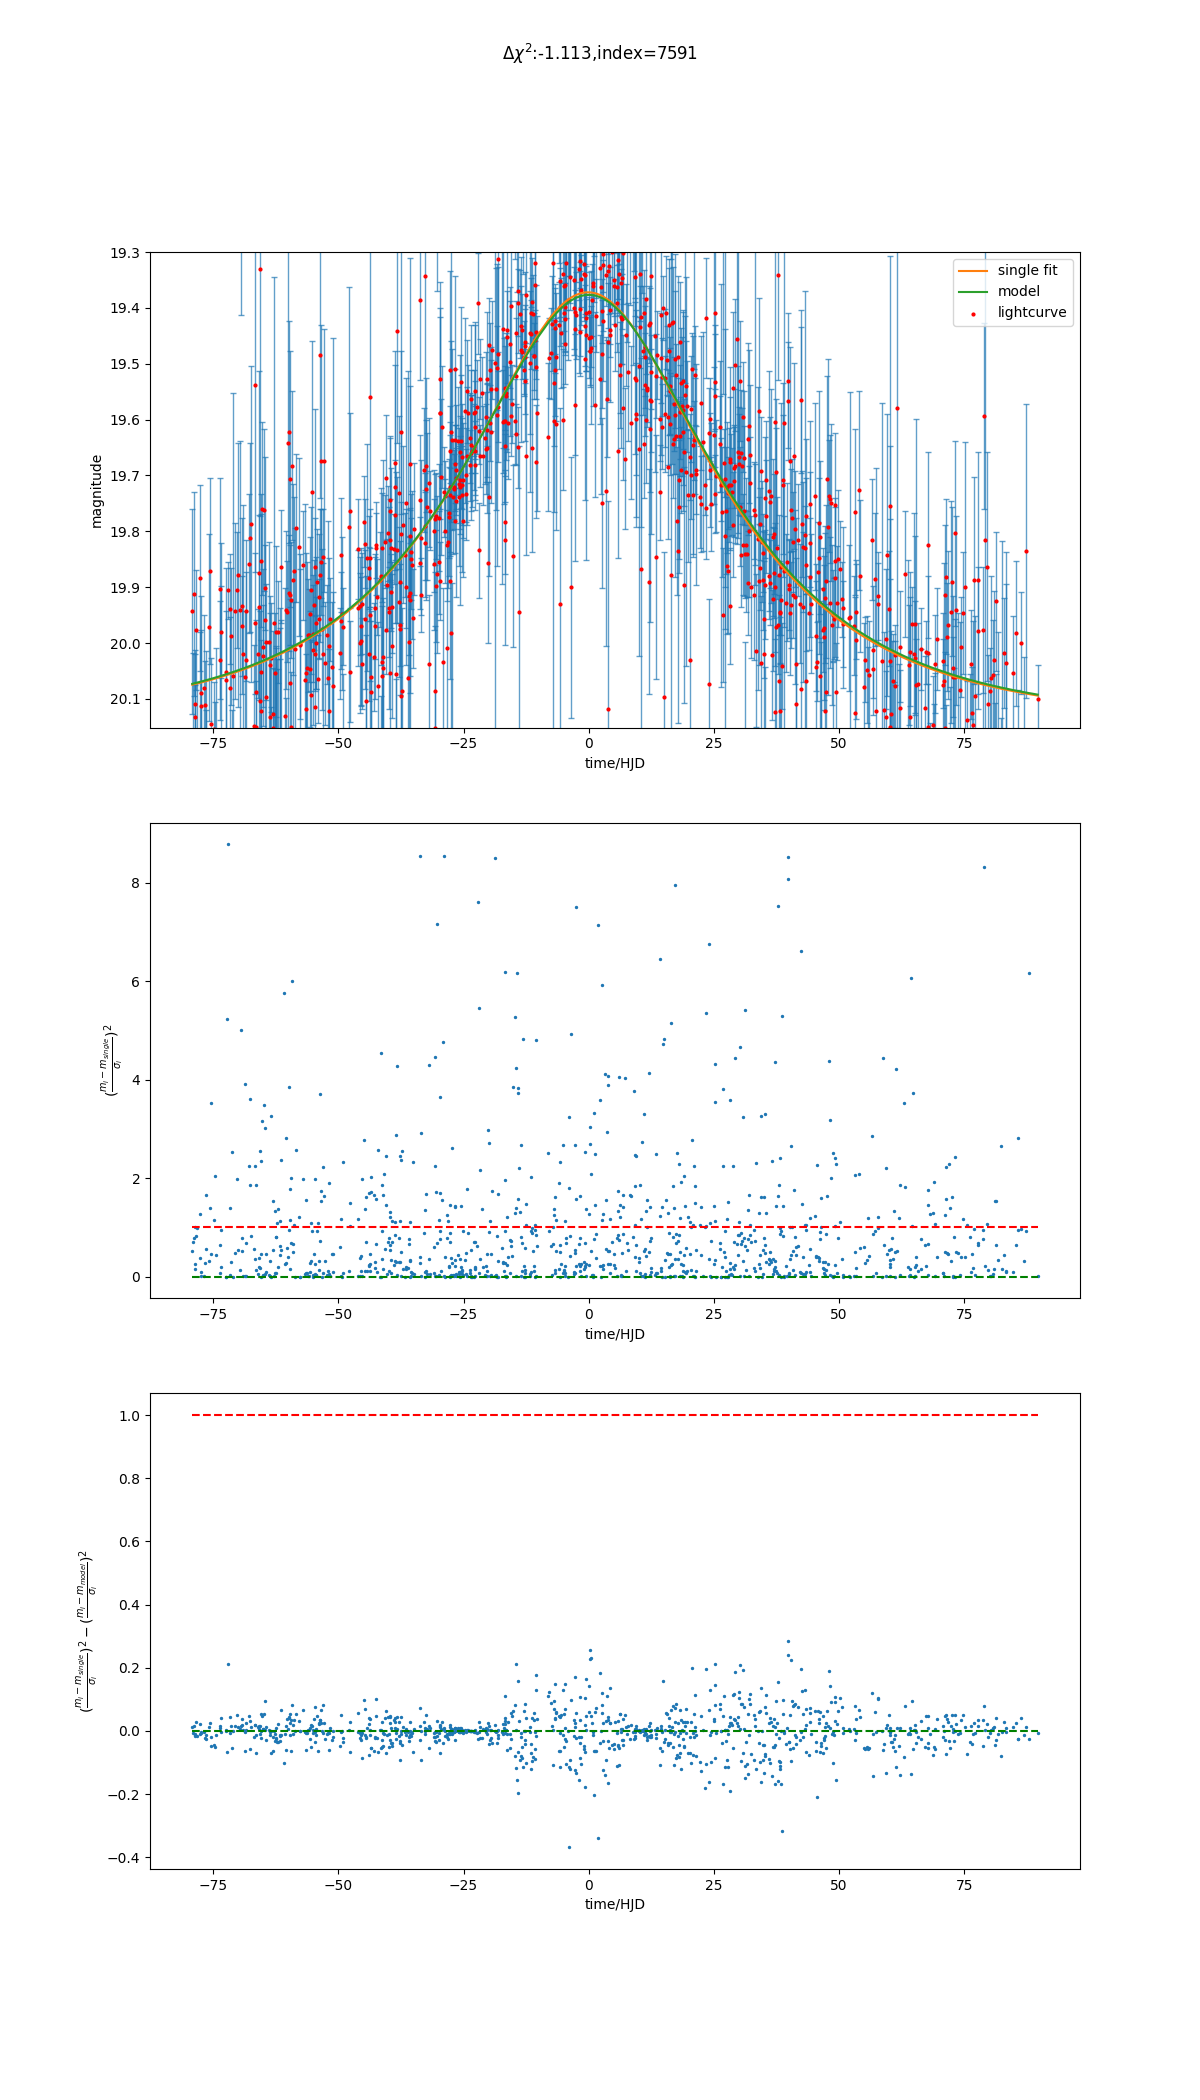 Δχ²:-1.113,index=7591
19.3
19.4
19.5
19.6
19.7
19.8
19.9
20.0
20.1
magnitude
single fit
model
lightcurve
−75 −50 −25 0 25 50 75
time/HJD
8
6
4
2
0
(m_i − m_single / σ_i)²
−75 −50 −25 0 25 50 75
time/HJD
1.0
0.8
0.6
0.4
0.2
0.0
−0.2
−0.4
(m_i − m_single / σ_i)² − (m_i − m_model / σ_i)²
−75 −50 −25 0 25 50 75
time/HJD